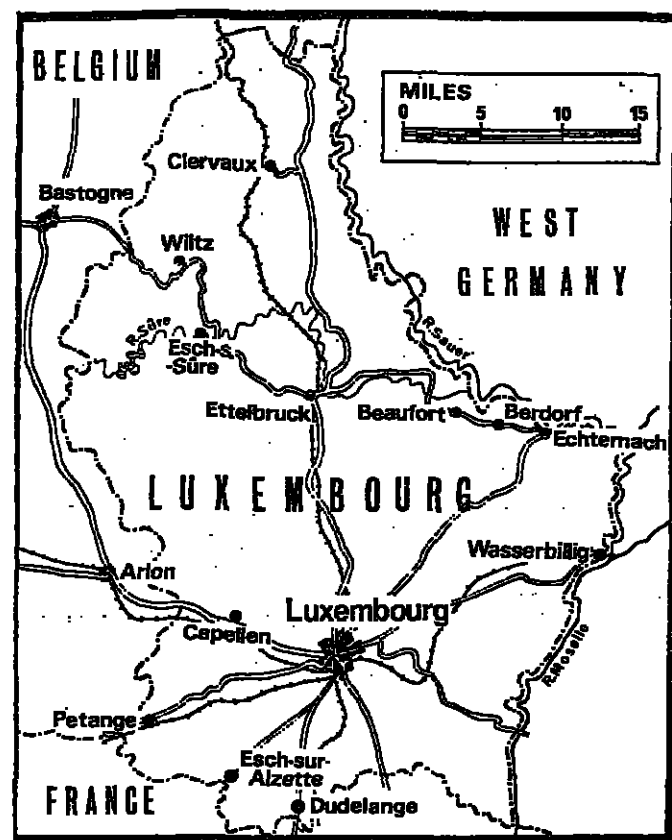 BELGIUM
MILES
0 5 10 15
Clervaux
Bastogne
WEST
GERMANY
Wiltz
R.Sûre
R.Sauer
Esch-s-
-Sûre
Ettelbruck
Beaufort
Berdorf
Echternach
LUXEMBOURG
Wasserbillig
Arlon
Luxembourg
Capellen
R.Moselle
Petange
Esch-sur-
Alzette
FRANCE
Dudelange